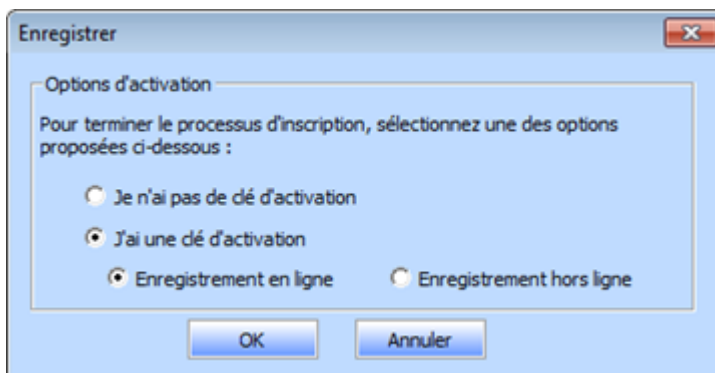 Enregistrer
Options d'activation
Pour terminer le processus d'inscription, sélectionnez une des options
proposées ci-dessous :
Je n'ai pas de clé d'activation
J'ai une clé d'activation
Enregistrement en ligne Enregistrement hors ligne
OK Annuler